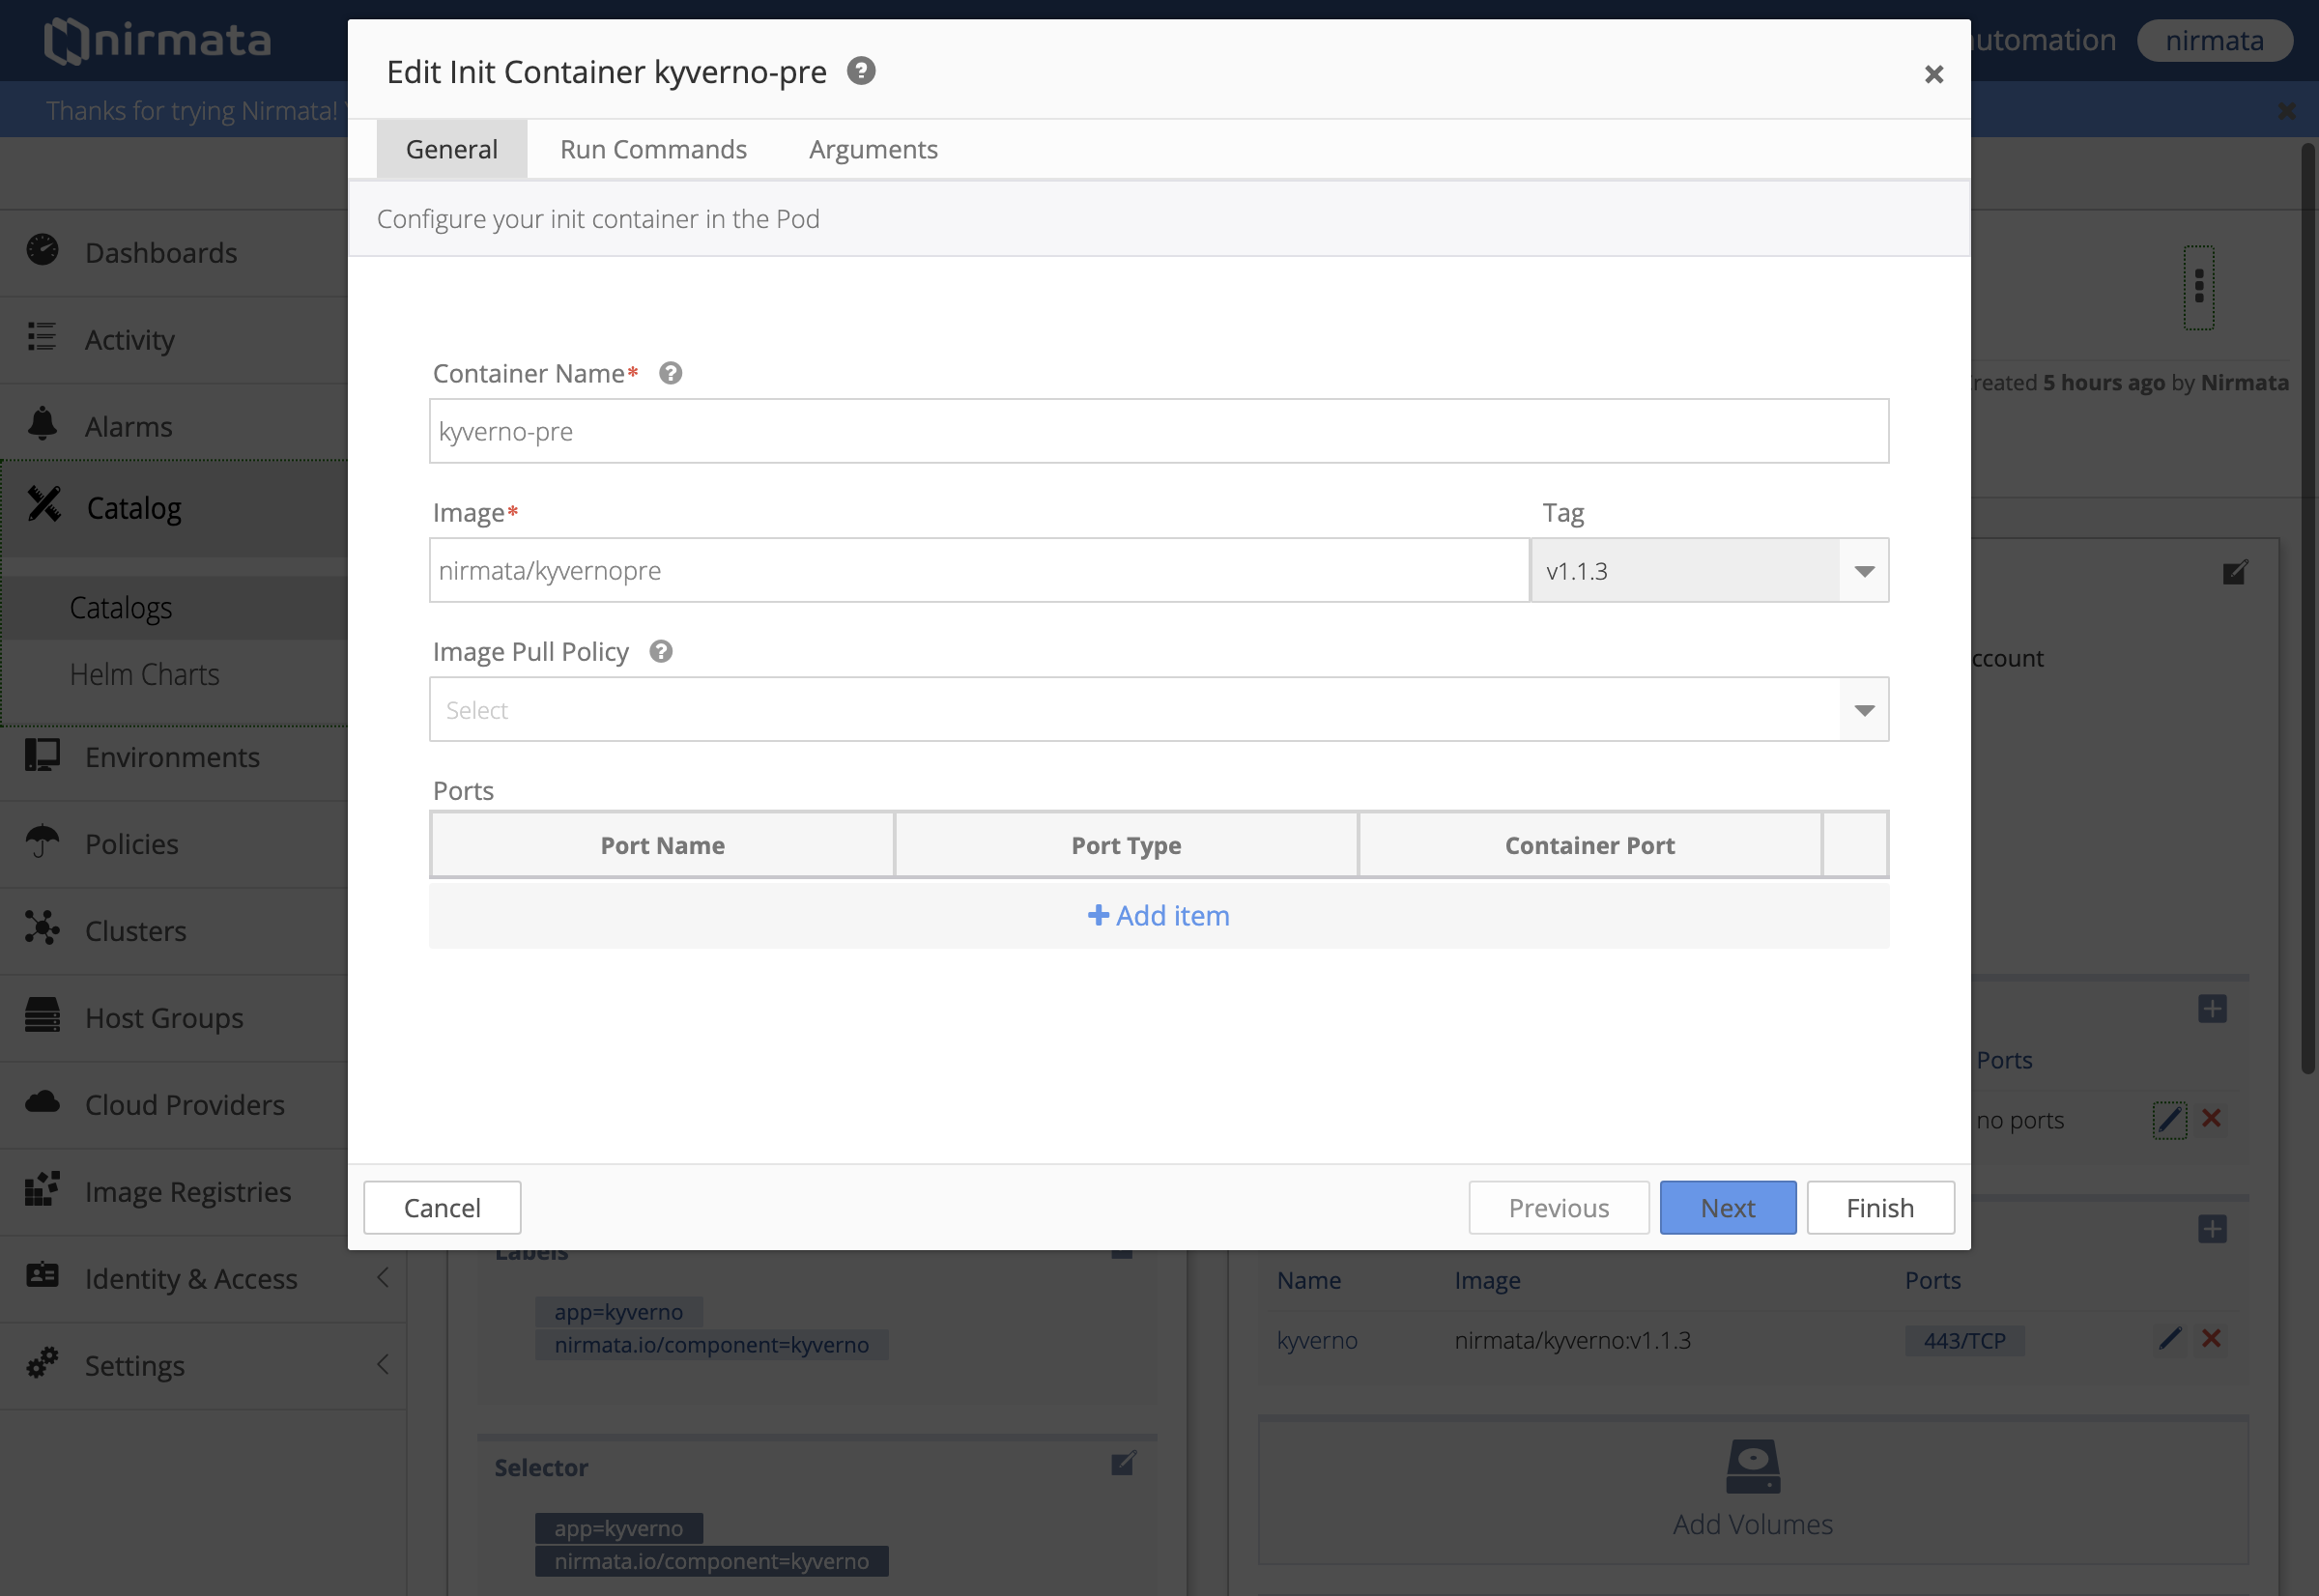 nirmata
automation
nirmata
Thanks for trying Nirmata!
Edit Init Container kyverno-pre
General
Run Commands
Arguments
Configure your init container in the Pod
Dashboards
Activity
Alarms
Catalog
Catalogs
Helm Charts
Environments
Policies
Clusters
Host Groups
Cloud Providers
Image Registries
Identity & Access
Settings
Container Name*
kyverno-pre
Image*
Tag
nirmata/kyvernopre
v1.1.3
Image Pull Policy
Select
Ports
Port Name
Port Type
Container Port
Add item
Cancel
Previous
Next
Finish
reated 5 hours ago by Nirmata
ccount
Ports
no ports
Labels
app=kyverno
nirmata.io/component=kyverno
Selector
app=kyverno
nirmata.io/component=kyverno
Name
Image
Ports
kyverno
nirmata/kyverno:v1.1.3
443/TCP
Add Volumes